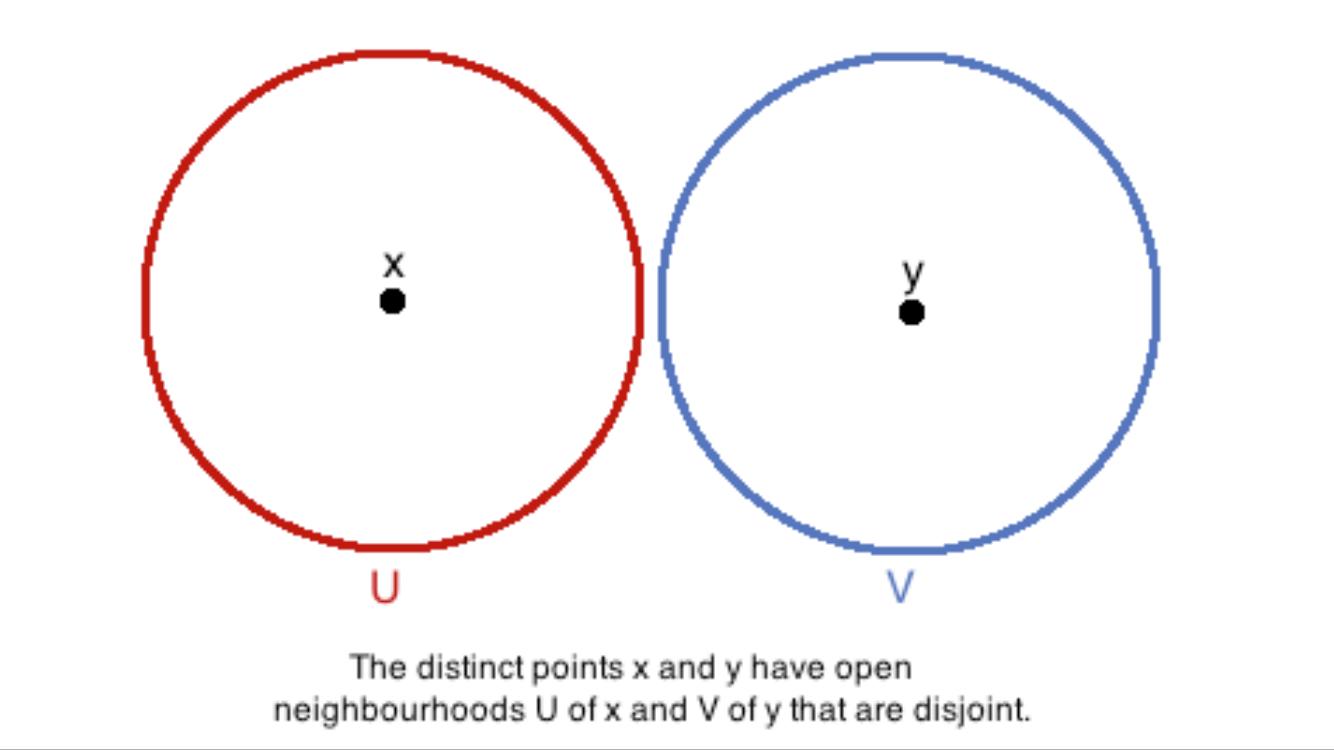 x
y
U
V
The distinct points x and y have open
neighbourhoods U of x and V of y that are disjoint.